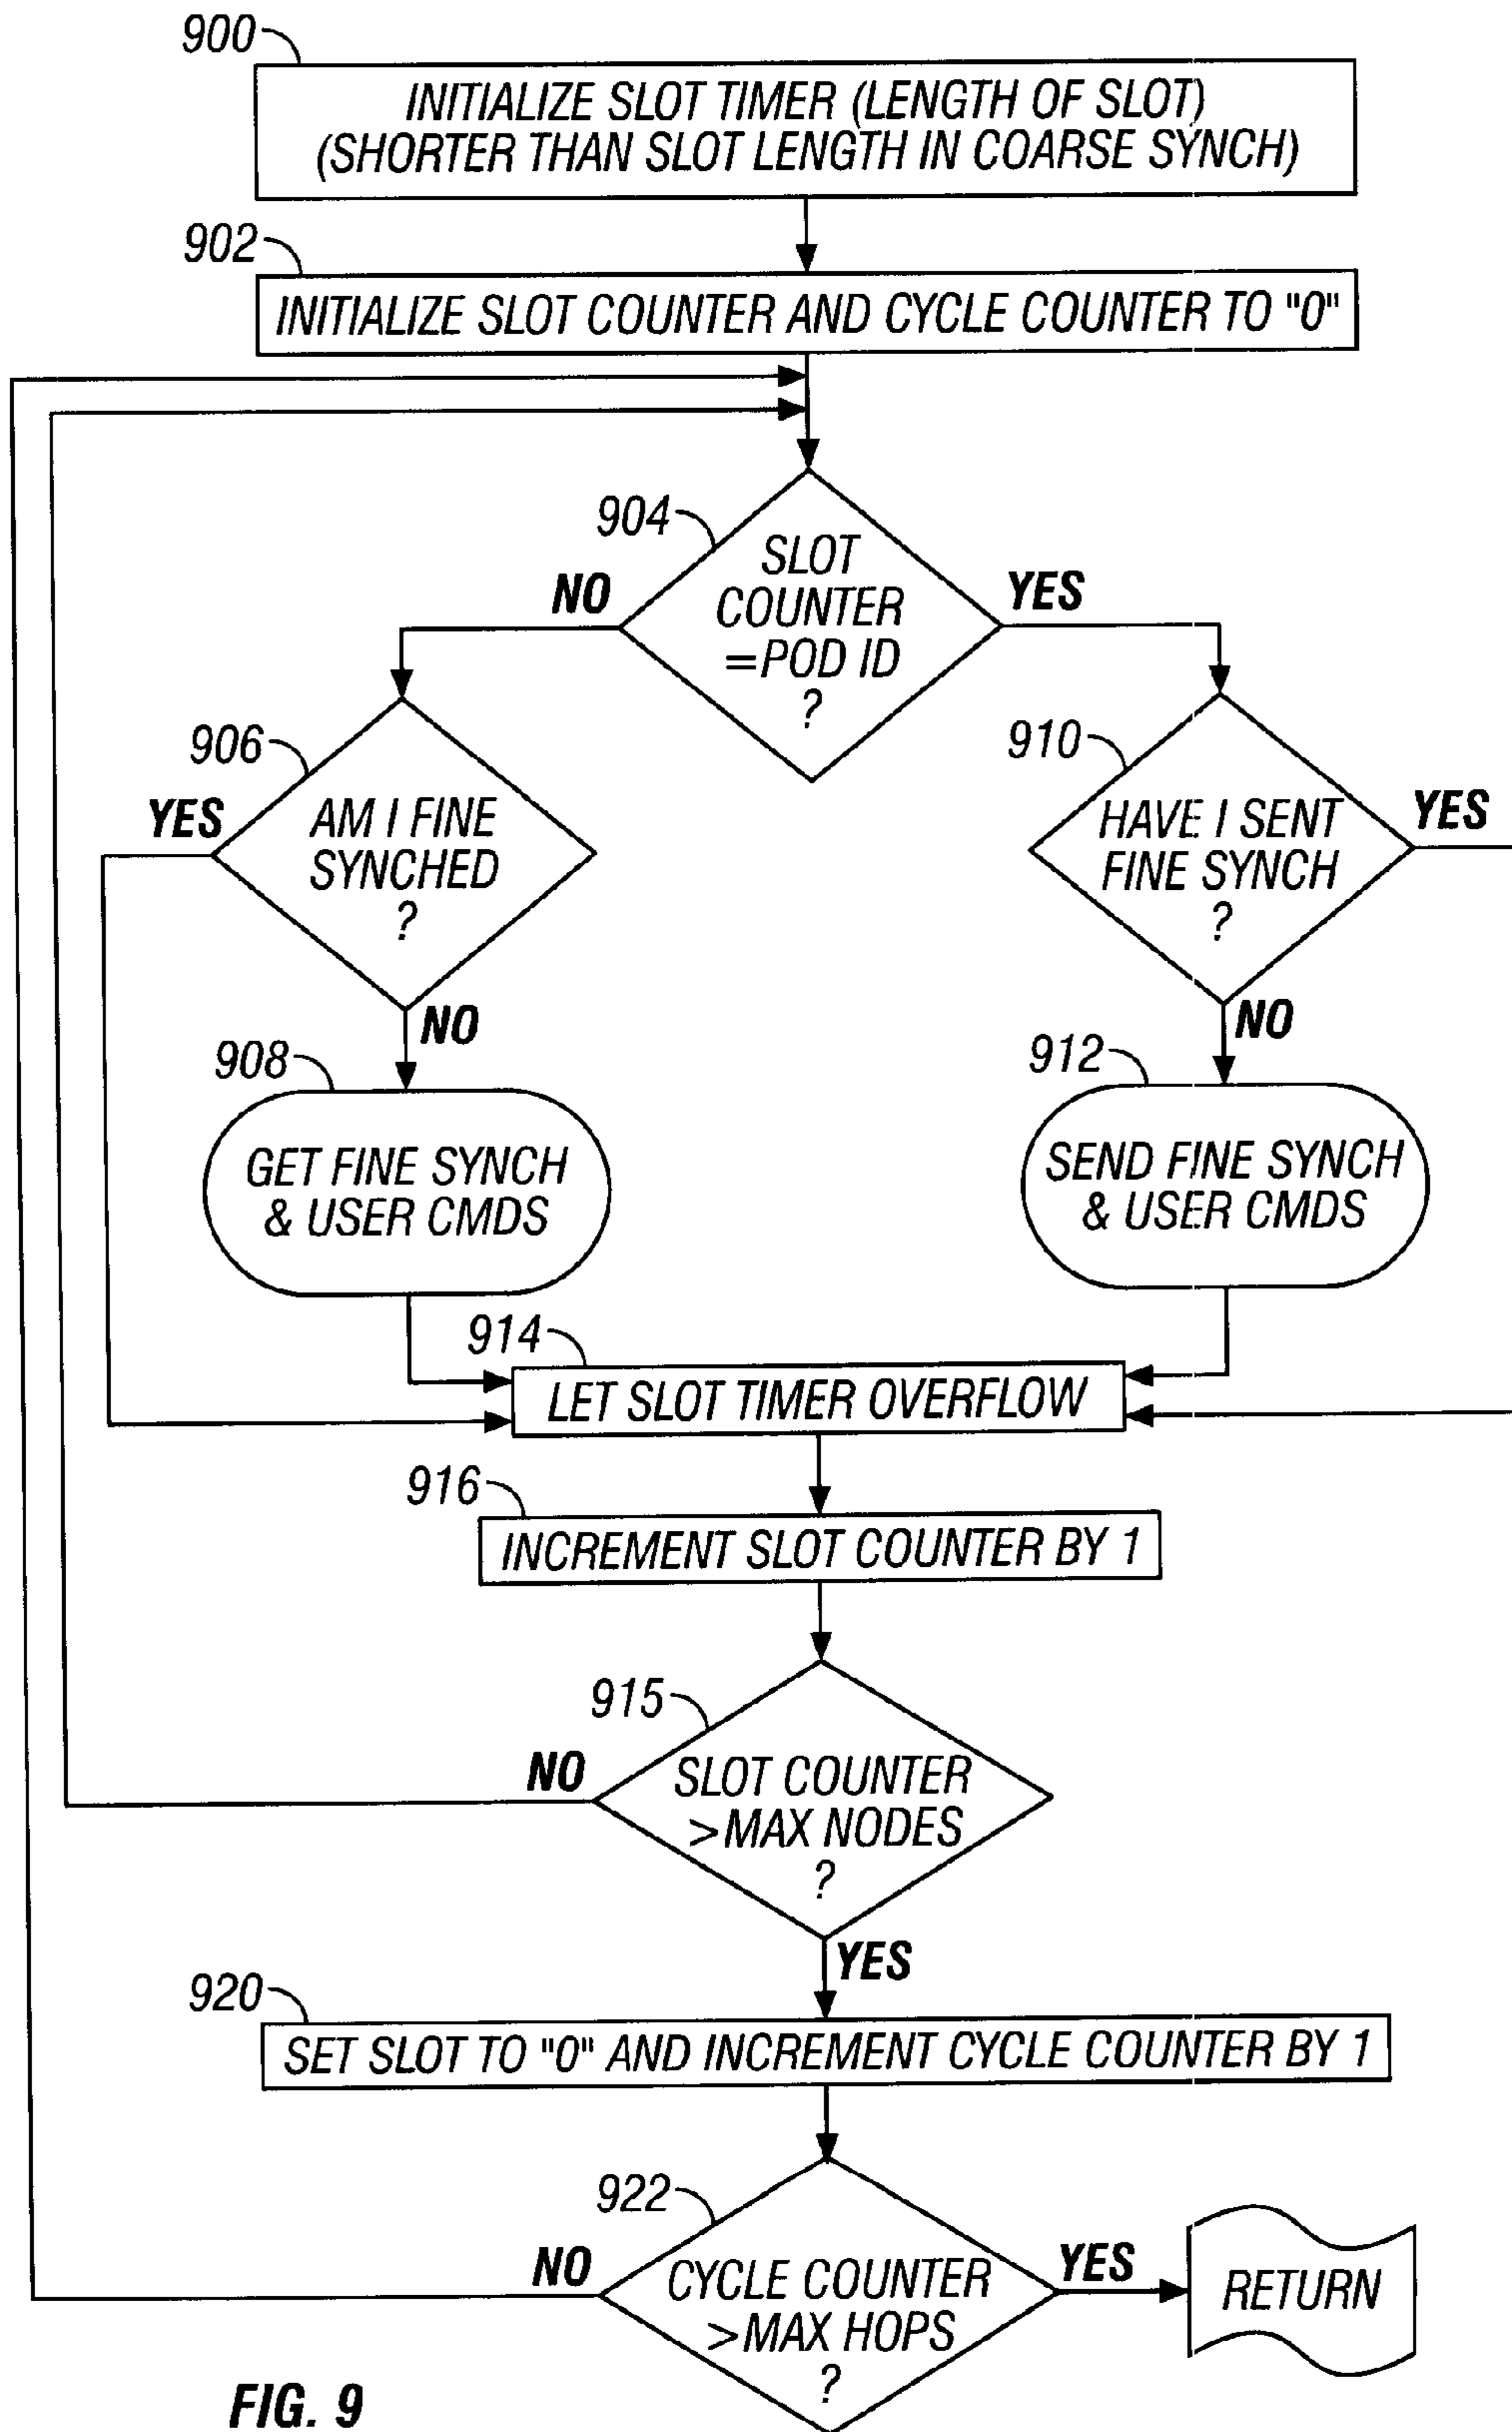 900
INITIALIZE SLOT TIMER (LENGTH OF SLOT)
(SHORTER THAN SLOT LENGTH IN COARSE SYNCH)
902
INITIALIZE SLOT COUNTER AND CYCLE COUNTER TO "0"
904
SLOT
COUNTER
=POD ID
?
NO
YES
906
AM I FINE
SYNCHED
?
YES
NO
910
HAVE I SENT
FINE SYNCH
?
YES
NO
908
GET FINE SYNCH
& USER CMDS
912
SEND FINE SYNCH
& USER CMDS
914
LET SLOT TIMER OVERFLOW
916
INCREMENT SLOT COUNTER BY 1
915
SLOT COUNTER
>MAX NODES
?
NO
YES
920
SET SLOT TO "0" AND INCREMENT CYCLE COUNTER BY 1
922
CYCLE COUNTER
>MAX HOPS
?
NO
YES
RETURN
FIG. 9